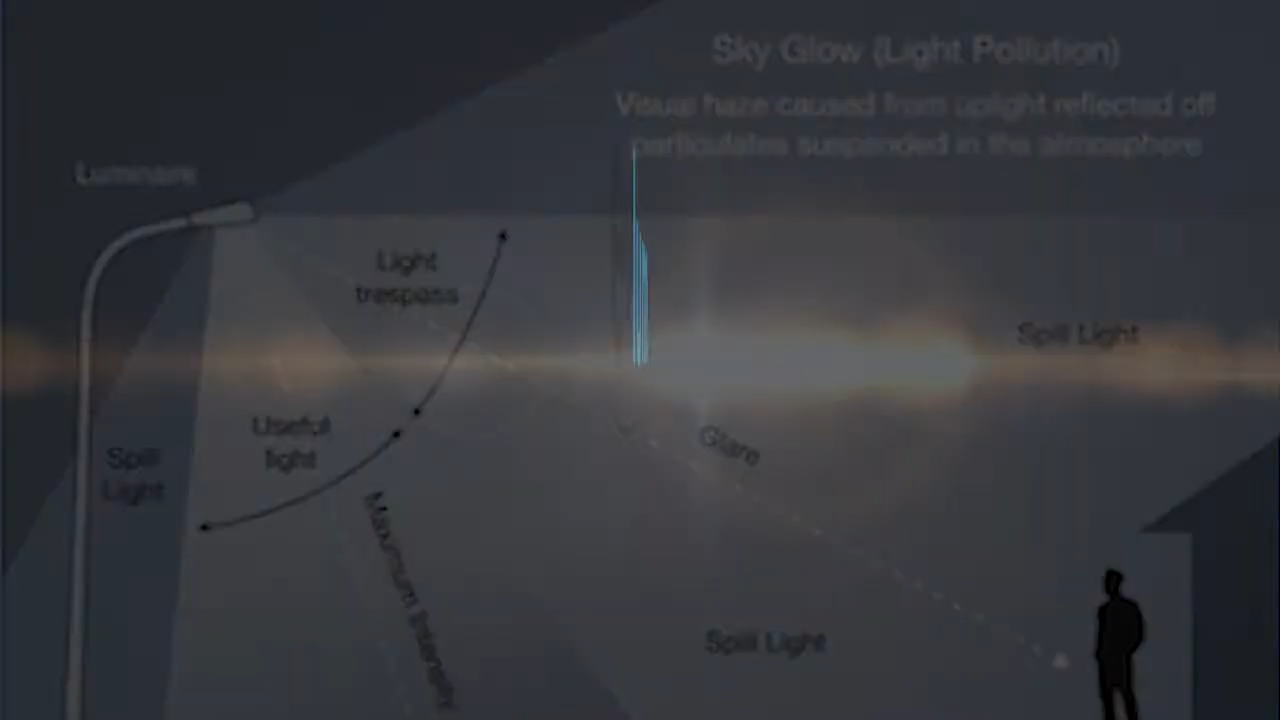 Sky Glow (Light Pollution)
Visual haze caused from uplight reflected off
particulates suspended in the atmosphere
Luminaire
Light
trespass
Spill Light
Useful
light
Glare
Spill
Light
Maximum Intensity
Spill Light